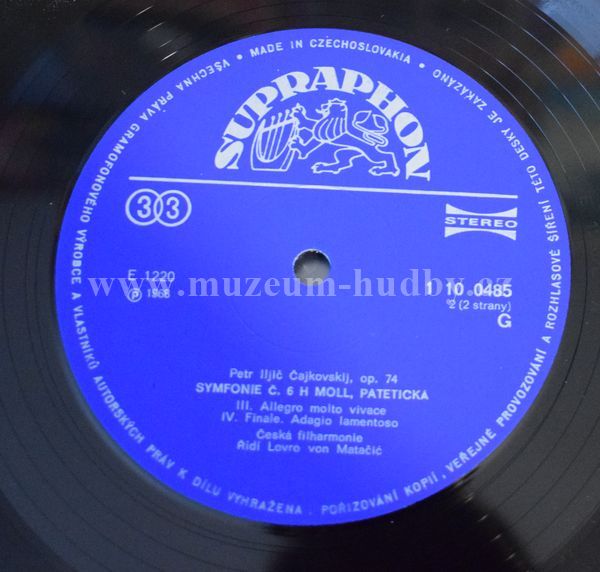 VŠECHNA PRÁVA GRAMOFONOVÉHO VÝROBCE A VLASTNÍKŮ AUTORSKÝCH PRÁV K DÍLU VYHRAŽENA. POŘIZOVÁNÍ KOPIÍ, VEŘEJNÉ PROVOZOVÁNÍ A ROZHLASOVÉ ŠÍŘENÍ TÉTO DESKY JE ZAKÁZÁNO • MADE IN CZECHOSLOVAKIA •
SUPRAPHON
33
STEREO
E 1220
℗ 1968
1 10 0485
2 (2 strany)
G
www.muzeum-hudby.cz
Petr Iljič Čajkovskij, op. 74
SYMFONIE Č. 6 H MOLL, PATETICKÁ
III. Allegro molto vivace
IV. Finale. Adagio lamentoso
Česká filharmonie
Řídí Lovro von Matačić